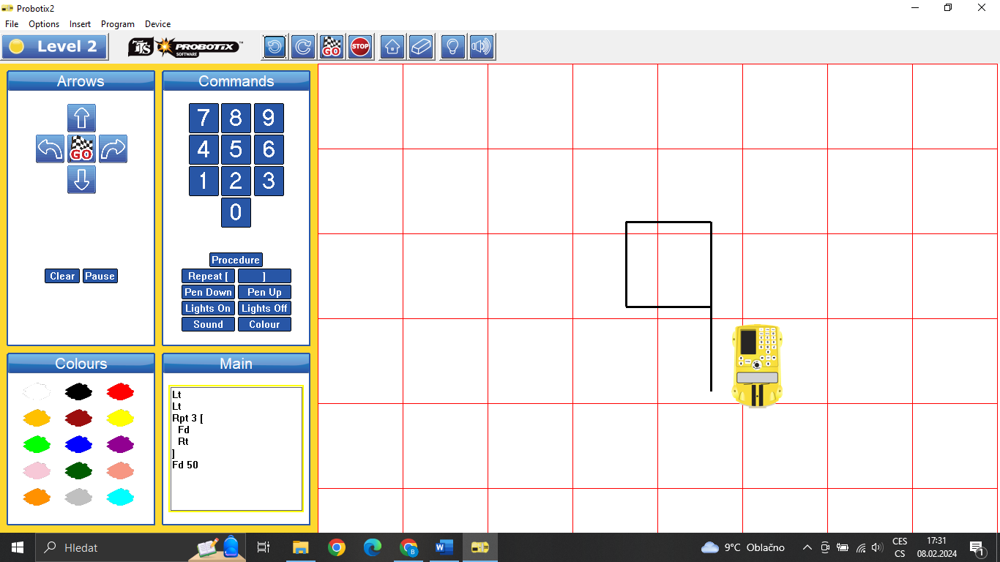 Probotix2
File Options Insert Program Device
Level 2
TTS PROBOTIX™
SOFTWARE
GO
STOP
Arrows
GO
Clear Pause
Commands
7 8 9
4 5 6
1 2 3
0
Procedure
Repeat [ ]
Pen Down Pen Up
Lights On Lights Off
Sound Colour
Colours
Main
Lt
Lt
Rpt 3 [
Fd
Rt
]
Fd 50
Hledat
9°C Oblačno
CES
CS
17:31
08.02.2024
1